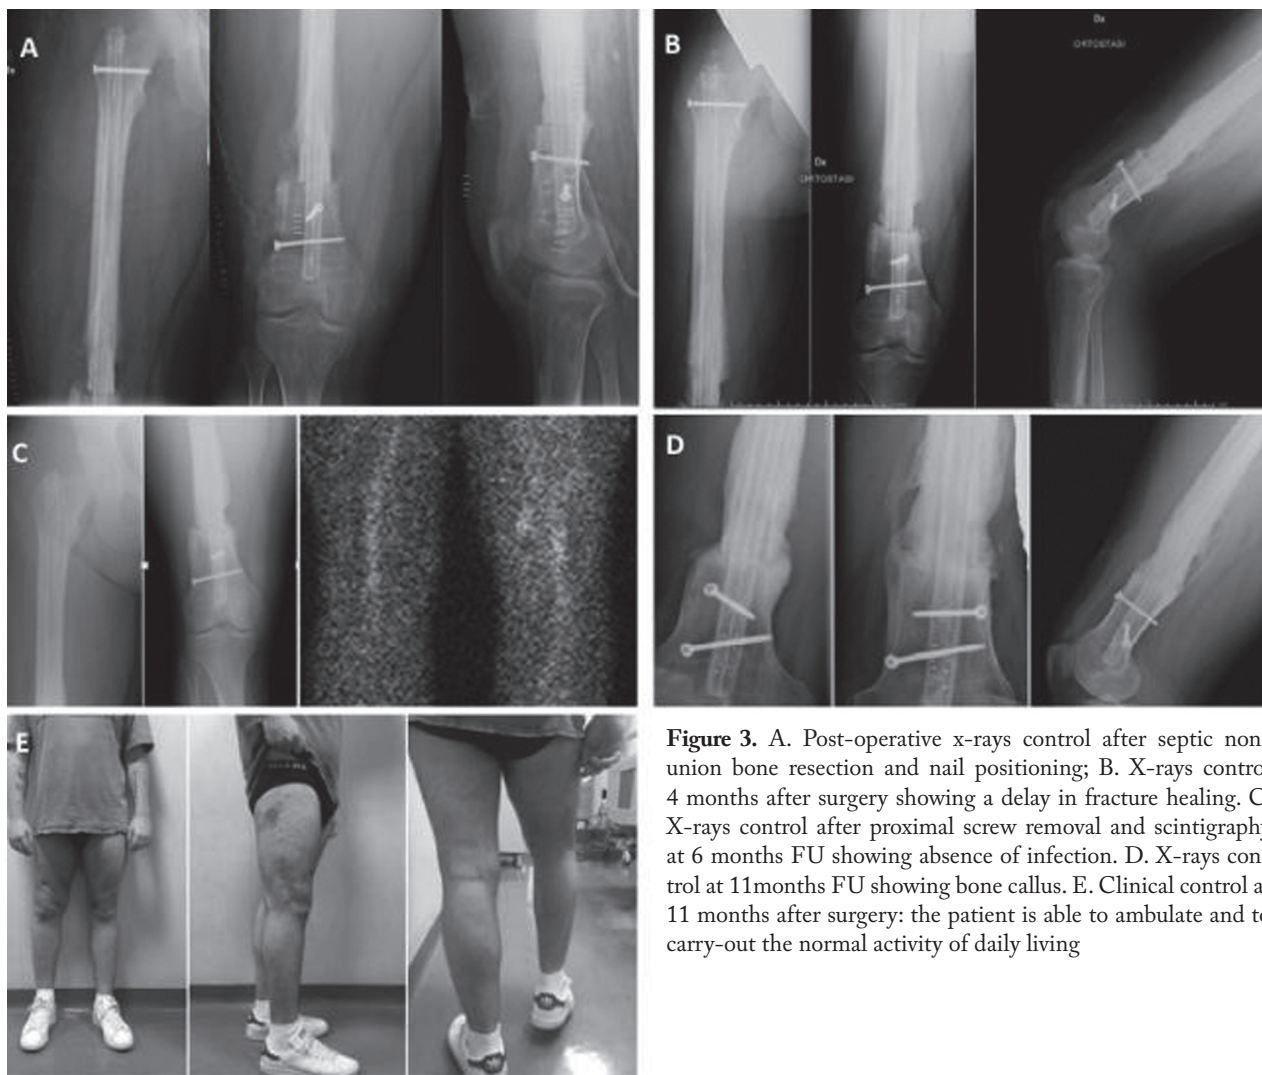 A
B
Dx
ORTOSTASI
Dx
ORTOSTASI
C
D
E
Figure 3. A. Post-operative x-rays control after septic non
union bone resection and nail positioning; B. X-rays contro
4 months after surgery showing a delay in fracture healing. C
X-rays control after proximal screw removal and scintigraphy
at 6 months FU showing absence of infection. D. X-rays con
trol at 11months FU showing bone callus. E. Clinical control a
11 months after surgery: the patient is able to ambulate and t
carry-out the normal activity of daily living